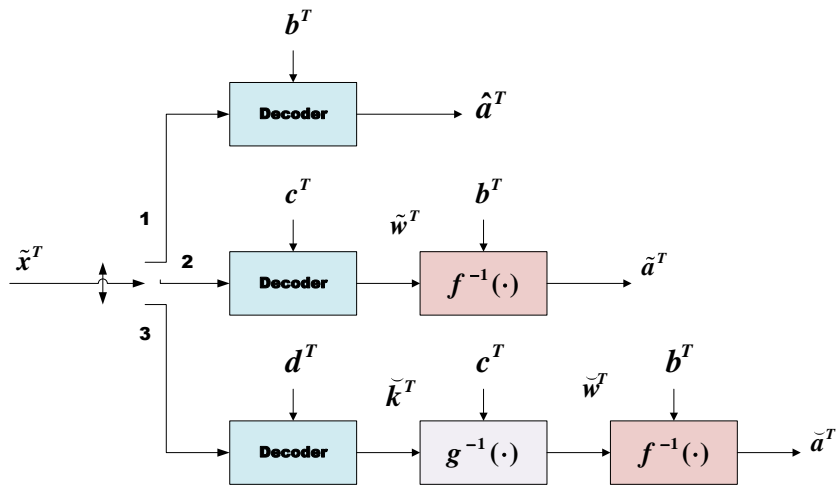 b^T
Decoder
â^T
1
c^T
w̃^T
b^T
x̃^T
2
Decoder
f^{-1}(·)
ã^T
3
d^T
k̆^T
c^T
w̆^T
b^T
Decoder
g^{-1}(·)
f^{-1}(·)
ă^T